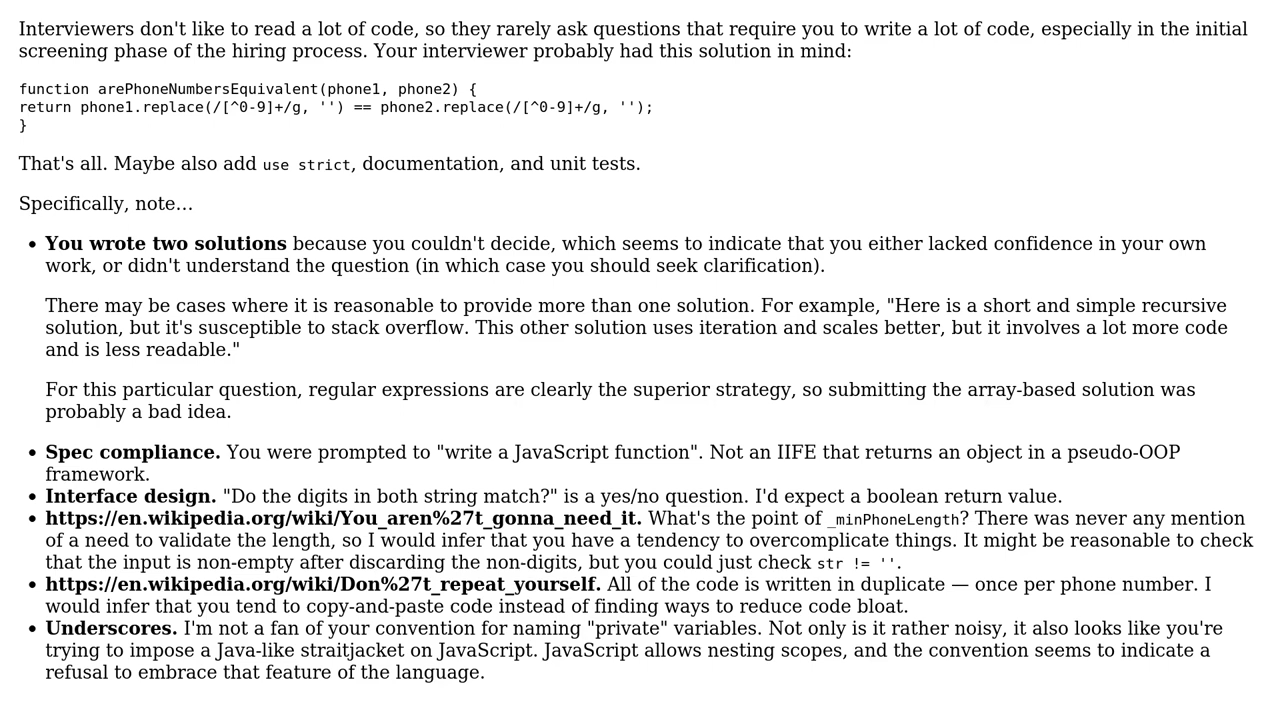 Interviewers don't like to read a lot of code, so they rarely ask questions that require you to write a lot of code, especially in the initial
screening phase of the hiring process. Your interviewer probably had this solution in mind:
function arePhoneNumbersEquivalent(phone1, phone2) {
return phone1.replace(/[^0-9]+/g, '') == phone2.replace(/[^0-9]+/g, '');
}
That's all. Maybe also add use strict, documentation, and unit tests.
Specifically, note…
• You wrote two solutions because you couldn't decide, which seems to indicate that you either lacked confidence in your own
work, or didn't understand the question (in which case you should seek clarification).
There may be cases where it is reasonable to provide more than one solution. For example, "Here is a short and simple recursive
solution, but it's susceptible to stack overflow. This other solution uses iteration and scales better, but it involves a lot more code
and is less readable."
For this particular question, regular expressions are clearly the superior strategy, so submitting the array-based solution was
probably a bad idea.
• Spec compliance. You were prompted to "write a JavaScript function". Not an IIFE that returns an object in a pseudo-OOP
framework.
• Interface design. "Do the digits in both string match?" is a yes/no question. I'd expect a boolean return value.
• https://en.wikipedia.org/wiki/You_aren%27t_gonna_need_it. What's the point of _minPhoneLength? There was never any mention
of a need to validate the length, so I would infer that you have a tendency to overcomplicate things. It might be reasonable to check
that the input is non-empty after discarding the non-digits, but you could just check str != ''.
• https://en.wikipedia.org/wiki/Don%27t_repeat_yourself. All of the code is written in duplicate — once per phone number. I
would infer that you tend to copy-and-paste code instead of finding ways to reduce code bloat.
• Underscores. I'm not a fan of your convention for naming "private" variables. Not only is it rather noisy, it also looks like you're
trying to impose a Java-like straitjacket on JavaScript. JavaScript allows nesting scopes, and the convention seems to indicate a
refusal to embrace that feature of the language.